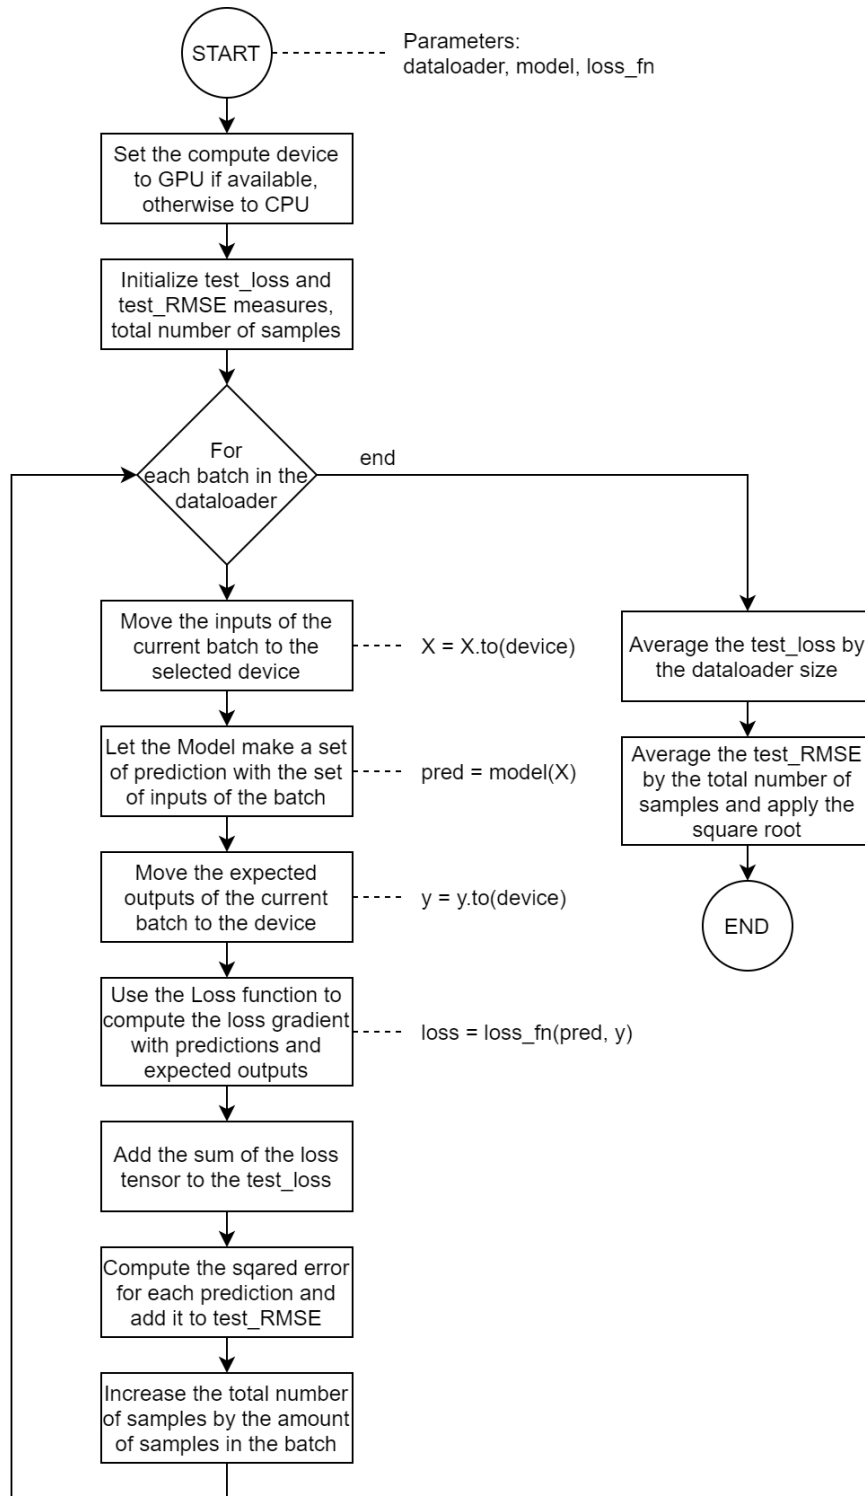 START
Parameters:
dataloader, model, loss_fn
Set the compute device
to GPU if available,
otherwise to CPU
Initialize test_loss and
test_RMSE measures,
total number of samples
For
each batch in the
dataloader
end
Move the inputs of the
current batch to the
selected device
X = X.to(device)
Let the Model make a set
of prediction with the set
of inputs of the batch
pred = model(X)
Move the expected
outputs of the current
batch to the device
y = y.to(device)
Use the Loss function to
compute the loss gradient
with predictions and
expected outputs
loss = loss_fn(pred, y)
Add the sum of the loss
tensor to the test_loss
Compute the sqared error
for each prediction and
add it to test_RMSE
Increase the total number
of samples by the amount
of samples in the batch
Average the test_loss by
the dataloader size
Average the test_RMSE
by the total number of
samples and apply the
square root
END